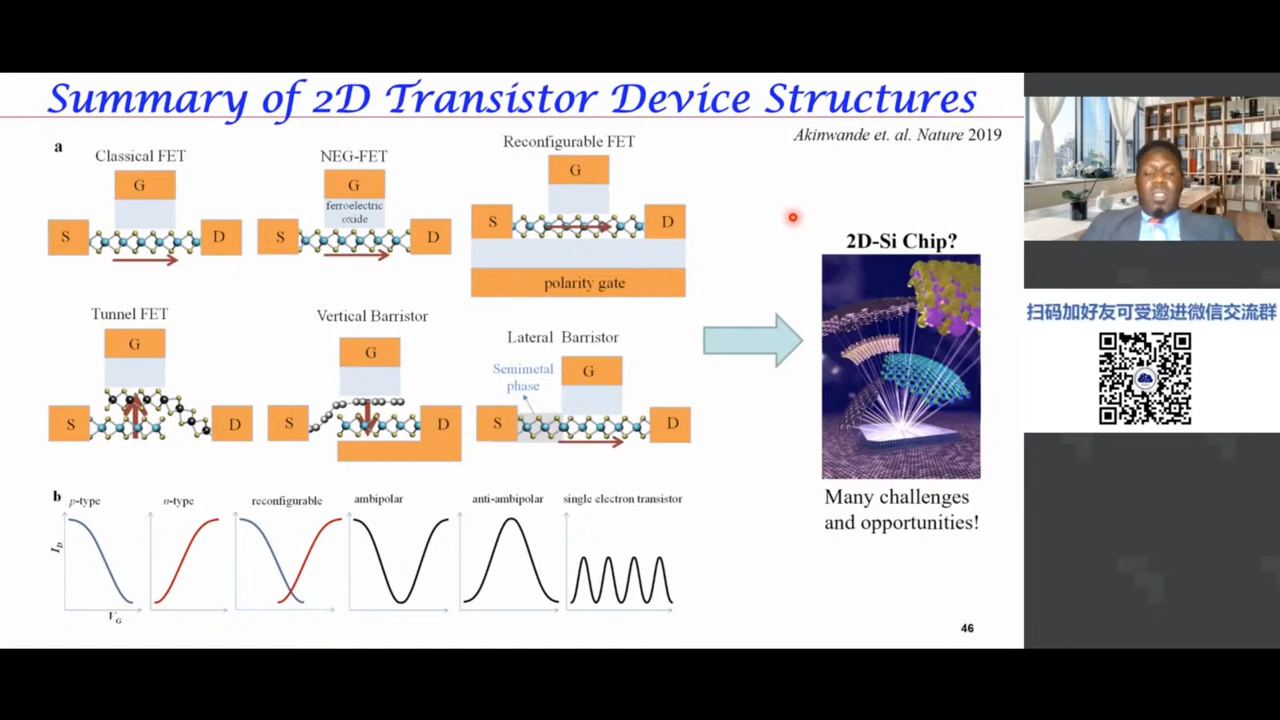 Summary of 2D Transistor Device Structures
Akinwande et. al. Nature 2019
a
Classical FET
G
S
D
NEG-FET
G
ferroelectric
oxide
S
D
Reconfigurable FET
G
S
D
polarity gate
Tunnel FET
G
S
D
Vertical Barristor
G
S
D
Lateral Barristor
Semimetal
phase
G
S
D
2D-Si Chip?
Many challenges
and opportunities!
b
p-type
n-type
reconfigurable
ambipolar
anti-ambipolar
single electron transistor
I_D
V_G
46
扫码加好友可受邀进微信交流群